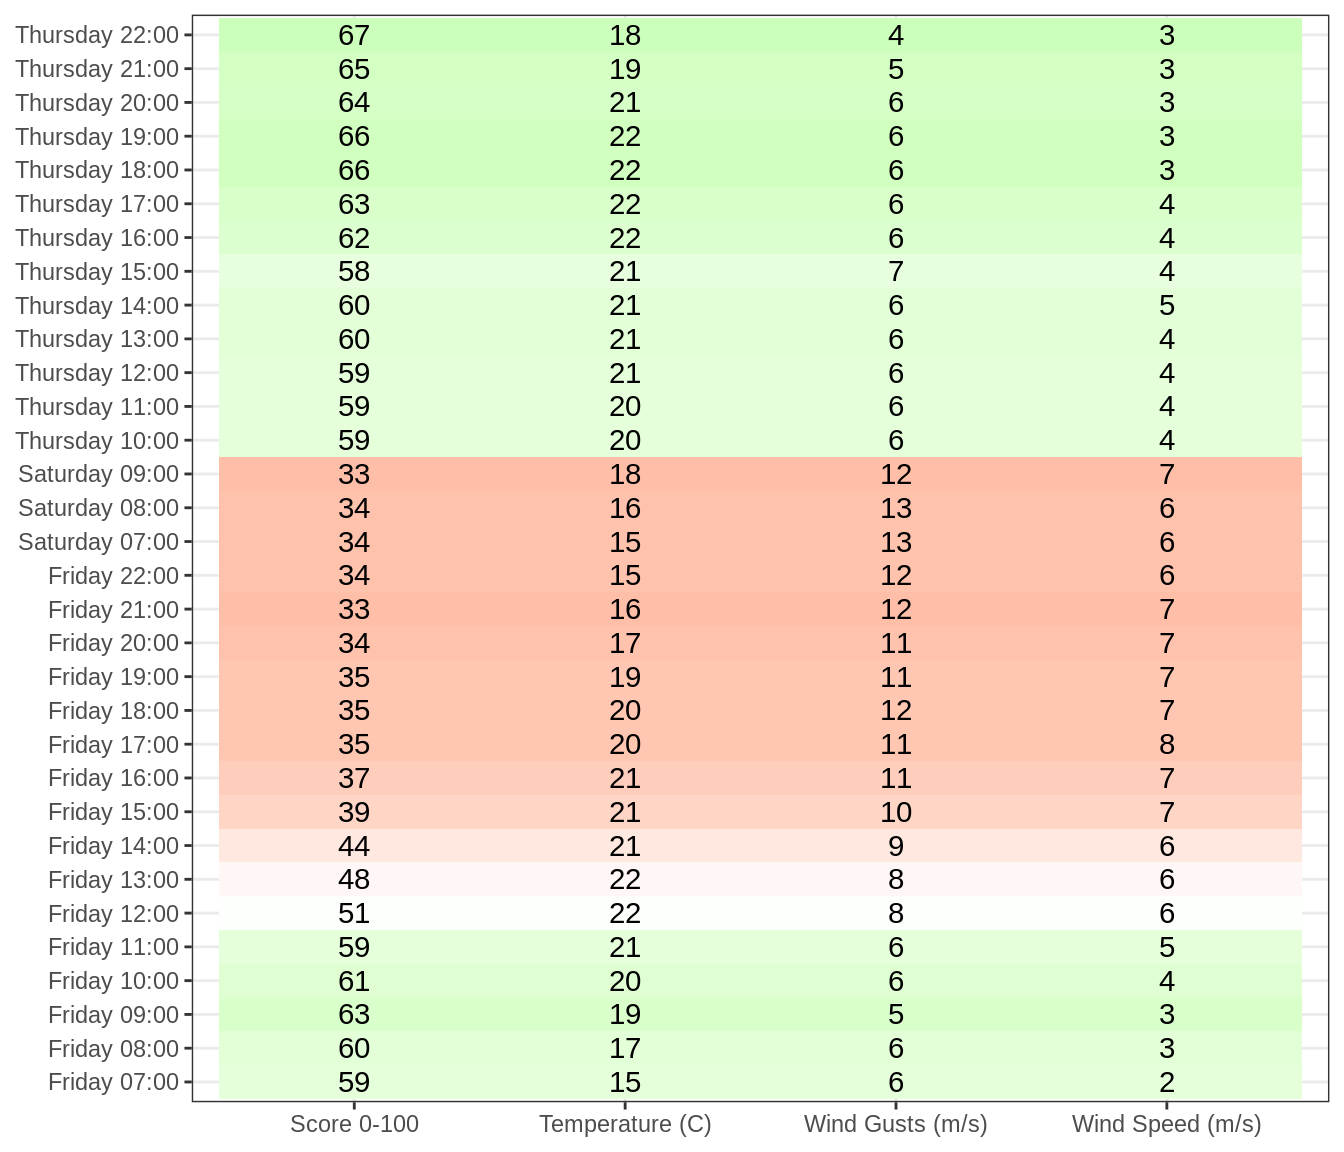 Thursday 22:00 67 18 4 3
Thursday 21:00 65 19 5 3
Thursday 20:00 64 21 6 3
Thursday 19:00 66 22 6 3
Thursday 18:00 66 22 6 3
Thursday 17:00 63 22 6 4
Thursday 16:00 62 22 6 4
Thursday 15:00 58 21 7 4
Thursday 14:00 60 21 6 5
Thursday 13:00 60 21 6 4
Thursday 12:00 59 21 6 4
Thursday 11:00 59 20 6 4
Thursday 10:00 59 20 6 4
Saturday 09:00 33 18 12 7
Saturday 08:00 34 16 13 6
Saturday 07:00 34 15 13 6
Friday 22:00 34 15 12 6
Friday 21:00 33 16 12 7
Friday 20:00 34 17 11 7
Friday 19:00 35 19 11 7
Friday 18:00 35 20 12 7
Friday 17:00 35 20 11 8
Friday 16:00 37 21 11 7
Friday 15:00 39 21 10 7
Friday 14:00 44 21 9 6
Friday 13:00 48 22 8 6
Friday 12:00 51 22 8 6
Friday 11:00 59 21 6 5
Friday 10:00 61 20 6 4
Friday 09:00 63 19 5 3
Friday 08:00 60 17 6 3
Friday 07:00 59 15 6 2
Score 0-100 Temperature (C) Wind Gusts (m/s) Wind Speed (m/s)